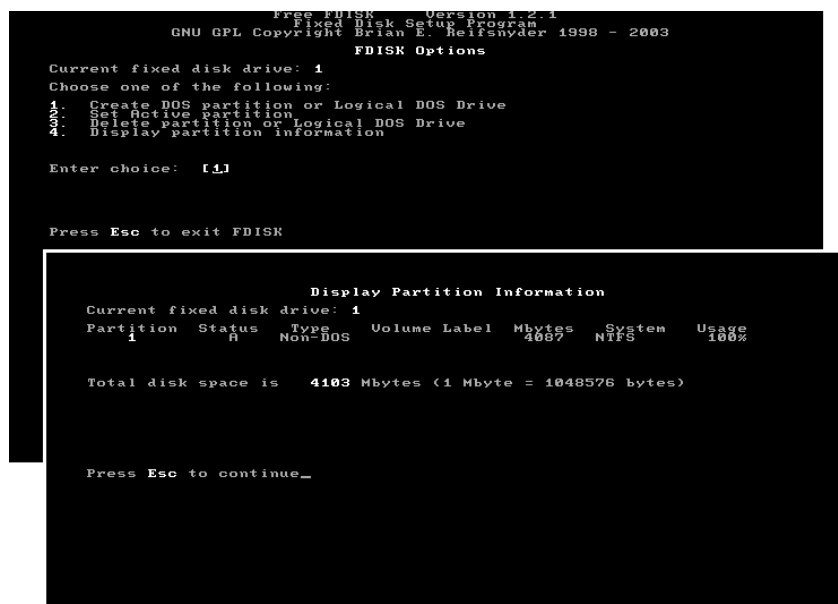 Free FDISK Version 1.2.1
Fixed Disk Setup Program
GNU GPL Copyright Brian E. Reifsnyder 1998 - 2003
FDISK Options
Current fixed disk drive: 1
Choose one of the following:
1. Create DOS partition or Logical DOS Drive
2. Set Active partition
3. Delete partition or Logical DOS Drive
4. Display partition information
Enter choice: [1]
Press Esc to exit FDISK
Display Partition Information
Current fixed disk drive: 1
Partition Status Type Volume Label Mbytes System Usage
1 A Non-DOS 4087 NTFS 100%
Total disk space is 4103 Mbytes (1 Mbyte = 1048576 bytes)
Press Esc to continue_